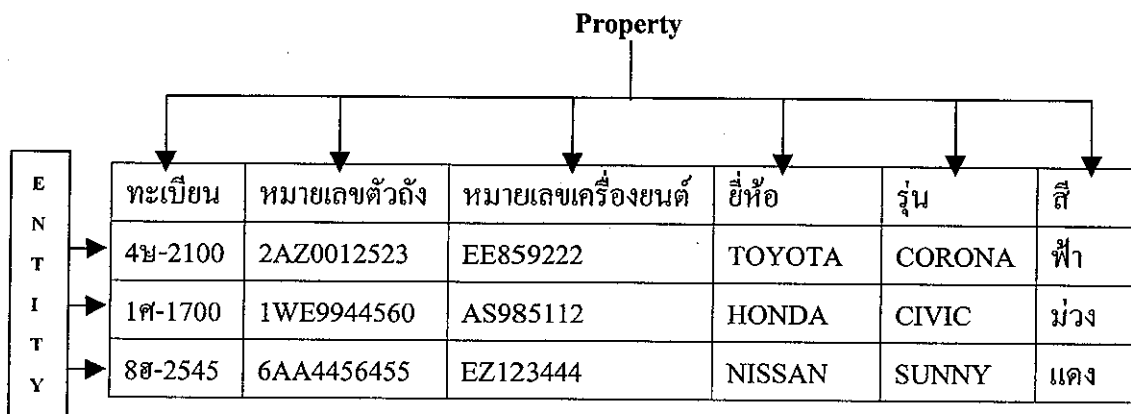 Property
ENTITY
ทะเบียน หมายเลขตัวถัง หมายเลขเครื่องยนต์ ยี่ห้อ รุ่น สี
4ษ-2100 2AZ0012523 EE859222 TOYOTA CORONA ฟ้า
1ศ-1700 1WE9944560 AS985112 HONDA CIVIC ม่วง
8ฮ-2545 6AA4456455 EZ123444 NISSAN SUNNY แดง